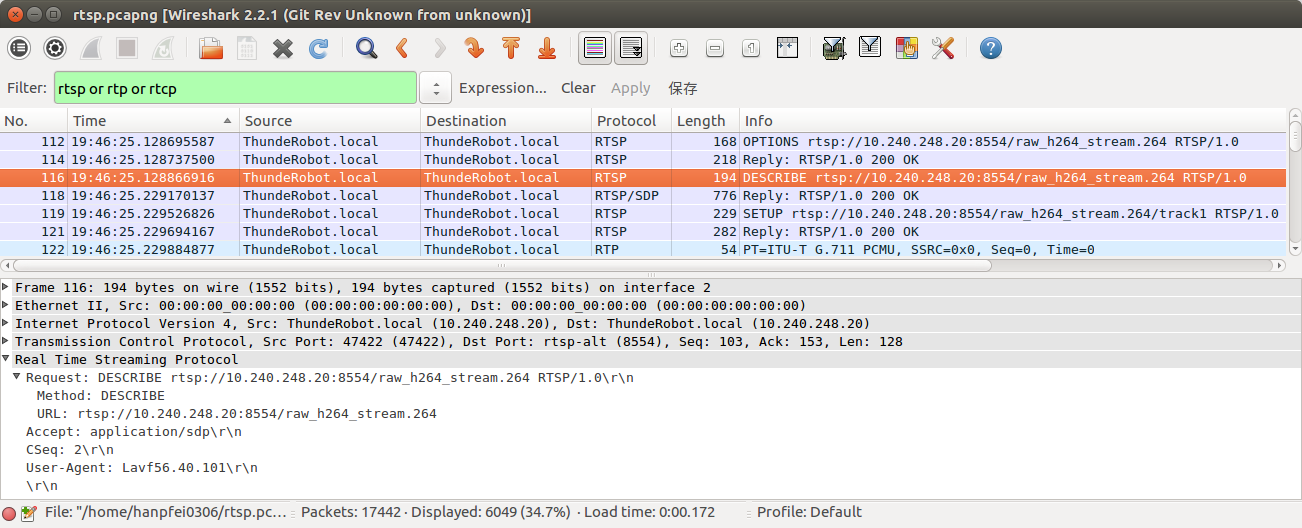 rtsp.pcapng [Wireshark 2.2.1 (Git Rev Unknown from unknown)]
Filter: rtsp or rtp or rtcp Expression... Clear Apply 保存
No. Time Source Destination Protocol Length Info
112 19:46:25.128695587 ThundeRobot.local ThundeRobot.local RTSP 168 OPTIONS rtsp://10.240.248.20:8554/raw_h264_stream.264 RTSP/1.0
114 19:46:25.128737500 ThundeRobot.local ThundeRobot.local RTSP 218 Reply: RTSP/1.0 200 OK
116 19:46:25.128866916 ThundeRobot.local ThundeRobot.local RTSP 194 DESCRIBE rtsp://10.240.248.20:8554/raw_h264_stream.264 RTSP/1.0
118 19:46:25.229170137 ThundeRobot.local ThundeRobot.local RTSP/SDP 776 Reply: RTSP/1.0 200 OK
119 19:46:25.229526826 ThundeRobot.local ThundeRobot.local RTSP 229 SETUP rtsp://10.240.248.20:8554/raw_h264_stream.264/track1 RTSP/1.0
121 19:46:25.229694167 ThundeRobot.local ThundeRobot.local RTSP 282 Reply: RTSP/1.0 200 OK
122 19:46:25.229884877 ThundeRobot.local ThundeRobot.local RTP 54 PT=ITU-T G.711 PCMU, SSRC=0x0, Seq=0, Time=0
Frame 116: 194 bytes on wire (1552 bits), 194 bytes captured (1552 bits) on interface 2
Ethernet II, Src: 00:00:00_00:00:00 (00:00:00:00:00:00), Dst: 00:00:00_00:00:00 (00:00:00:00:00:00)
Internet Protocol Version 4, Src: ThundeRobot.local (10.240.248.20), Dst: ThundeRobot.local (10.240.248.20)
Transmission Control Protocol, Src Port: 47422 (47422), Dst Port: rtsp-alt (8554), Seq: 103, Ack: 153, Len: 128
Real Time Streaming Protocol
Request: DESCRIBE rtsp://10.240.248.20:8554/raw_h264_stream.264 RTSP/1.0\r\n
Method: DESCRIBE
URL: rtsp://10.240.248.20:8554/raw_h264_stream.264
Accept: application/sdp\r\n
CSeq: 2\r\n
User-Agent: Lavf56.40.101\r\n
\r\n
File: "/home/hanpfei0306/rtsp.pc... Packets: 17442 · Displayed: 6049 (34.7%) · Load time: 0:00.172 Profile: Default